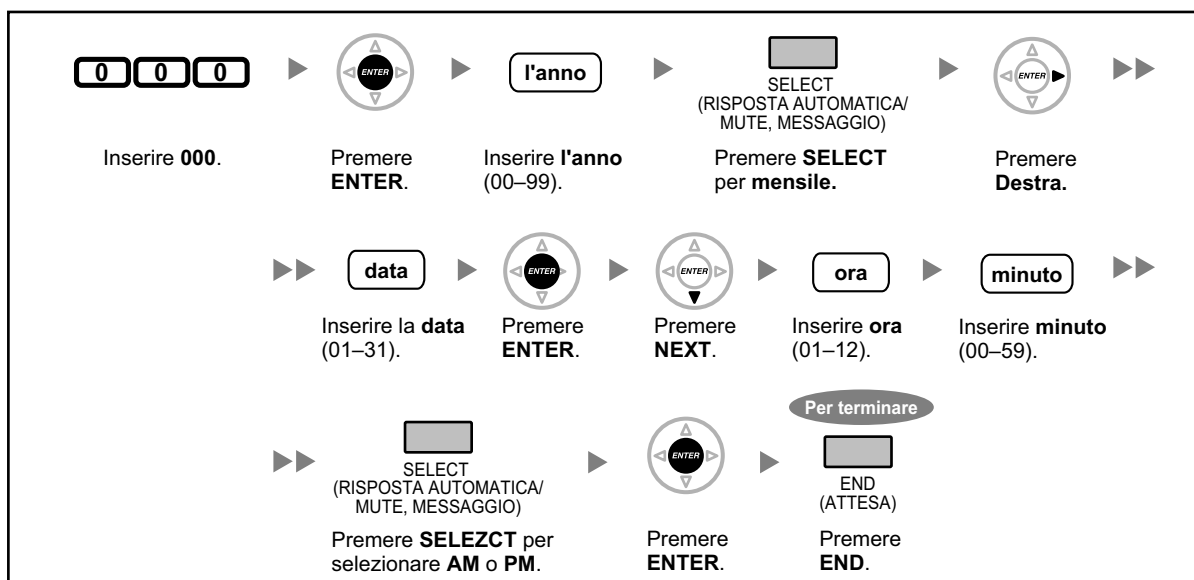 0 0 0
ENTER
l'anno
SELECT
(RISPOSTA AUTOMATICA/
MUTE, MESSAGGIO)
ENTER
Inserire 000.
Premere
ENTER.
Inserire l'anno
(00–99).
Premere SELECT
per mensile.
Premere
Destra.
data
ENTER
ENTER
ora
minuto
Inserire la data
(01–31).
Premere
ENTER.
Premere
NEXT.
Inserire ora
(01–12).
Inserire minuto
(00–59).
SELECT
(RISPOSTA AUTOMATICA/
MUTE, MESSAGGIO)
ENTER
Per terminare
END
(ATTESA)
Premere SELEZCT per
selezionare AM o PM.
Premere
ENTER.
Premere
END.